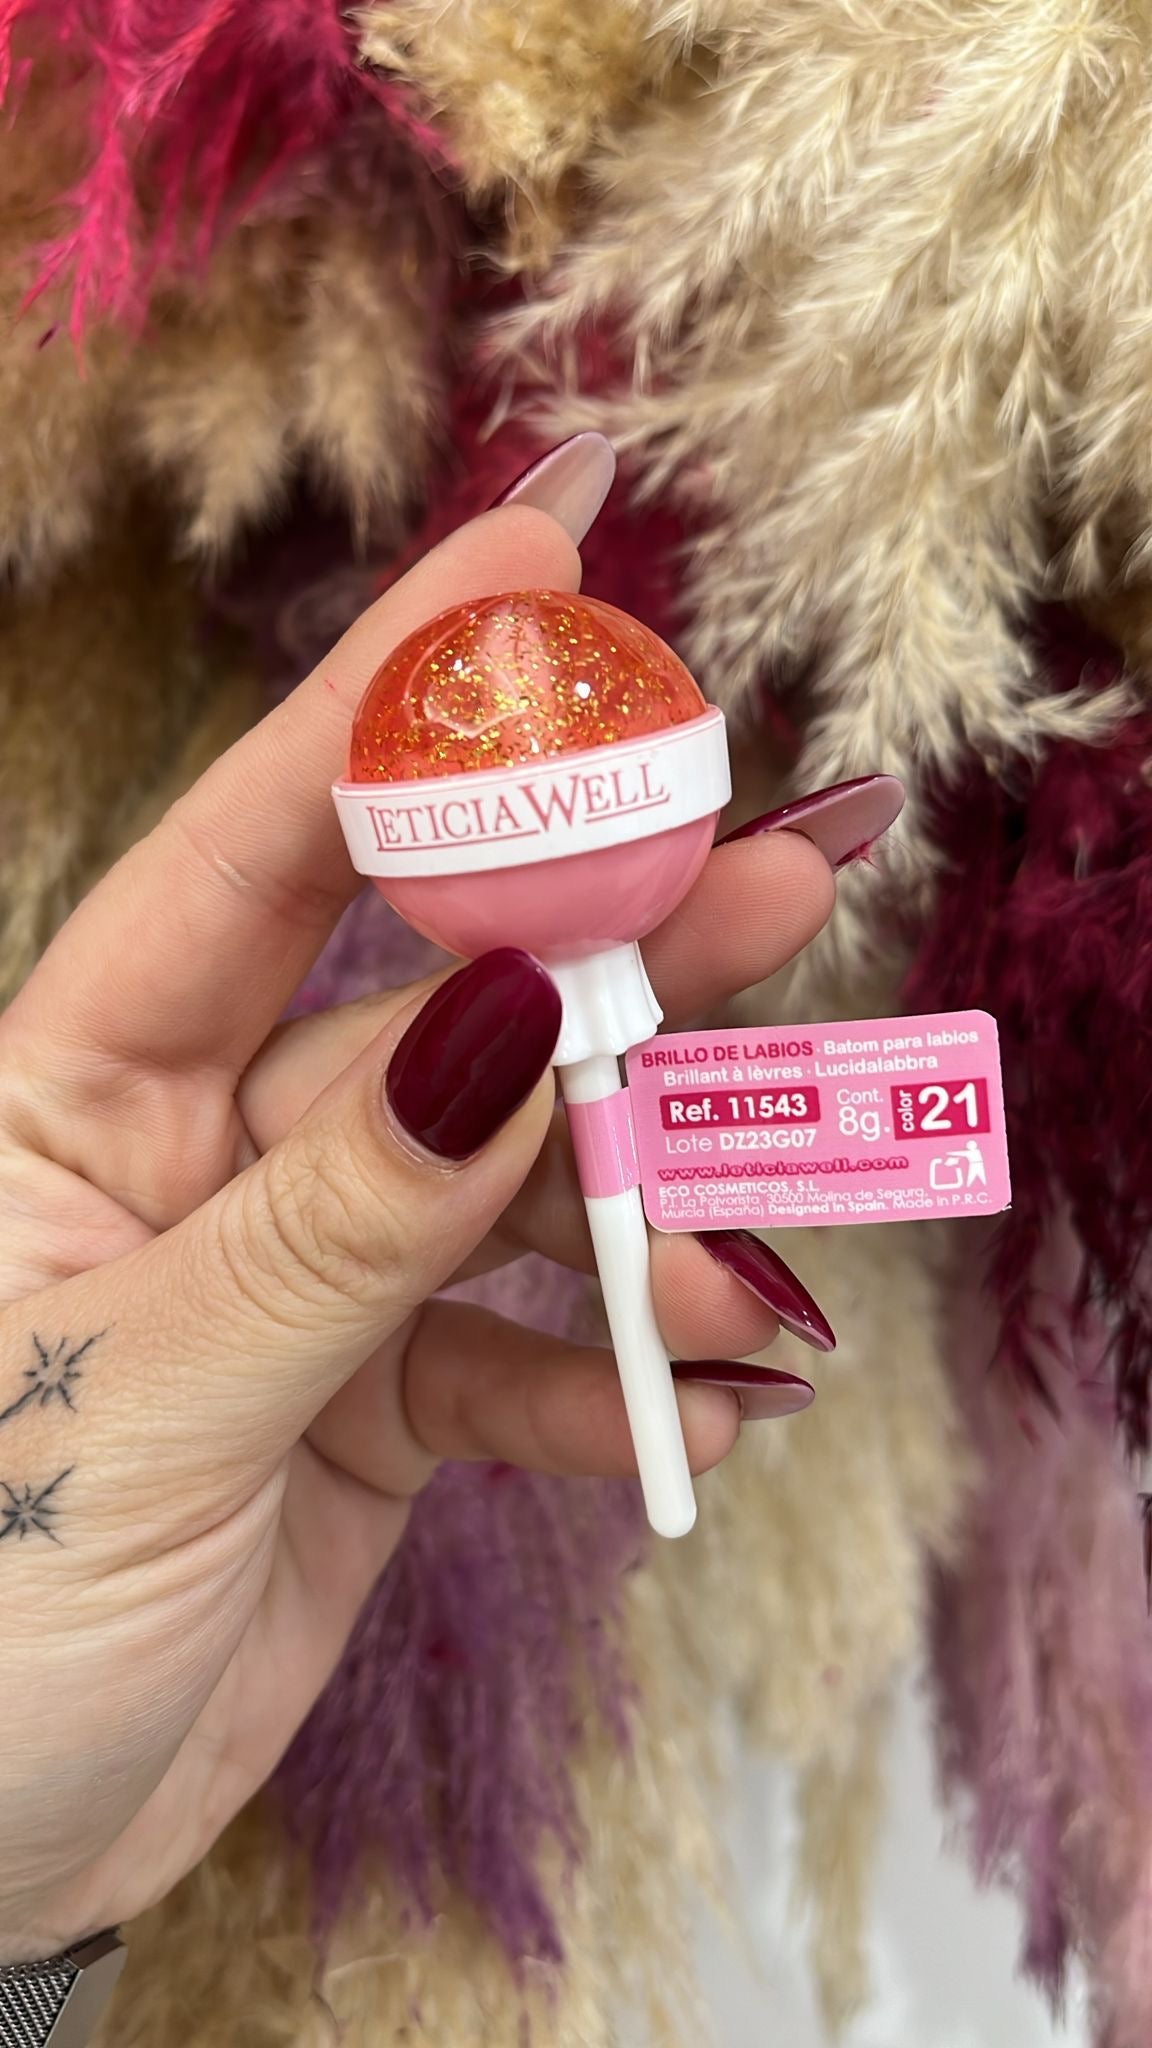 LETICIA WELL
BRILLO DE LABIOS · Batom para labios
Brillant à lèvres · Lucidalabbra
Ref. 11543 Cont. 8g. color 21
Lote DZ23G07
www.leticiawell.com
ECO COSMETICOS, S.L.
P.I. La Polvorista 30500 Molina de Segura,
Murcia (España) Designed in Spain. Made in P.R.C.